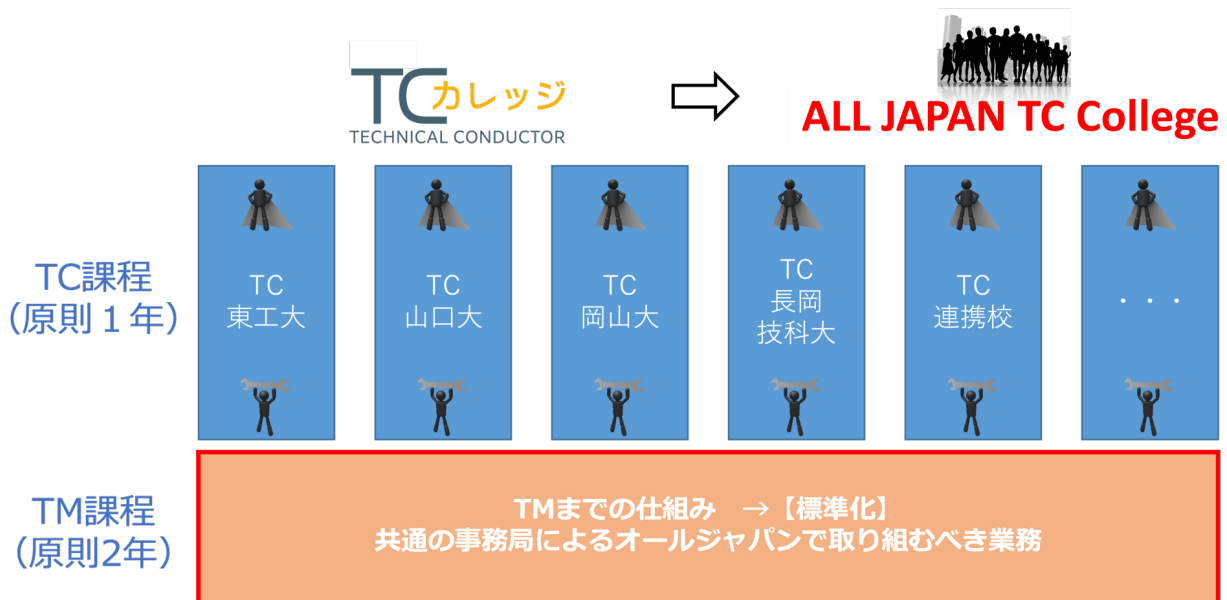 TCカレッジ
TECHNICAL CONDUCTOR
ALL JAPAN TC College
TC課程
（原則１年）
TC
東工大
TC
山口大
TC
岡山大
TC
長岡
技科大
TC
連携校
・・・
TM課程
（原則2年）
TMまでの仕組み　→【標準化】
共通の事務局によるオールジャパンで取り組むべき業務